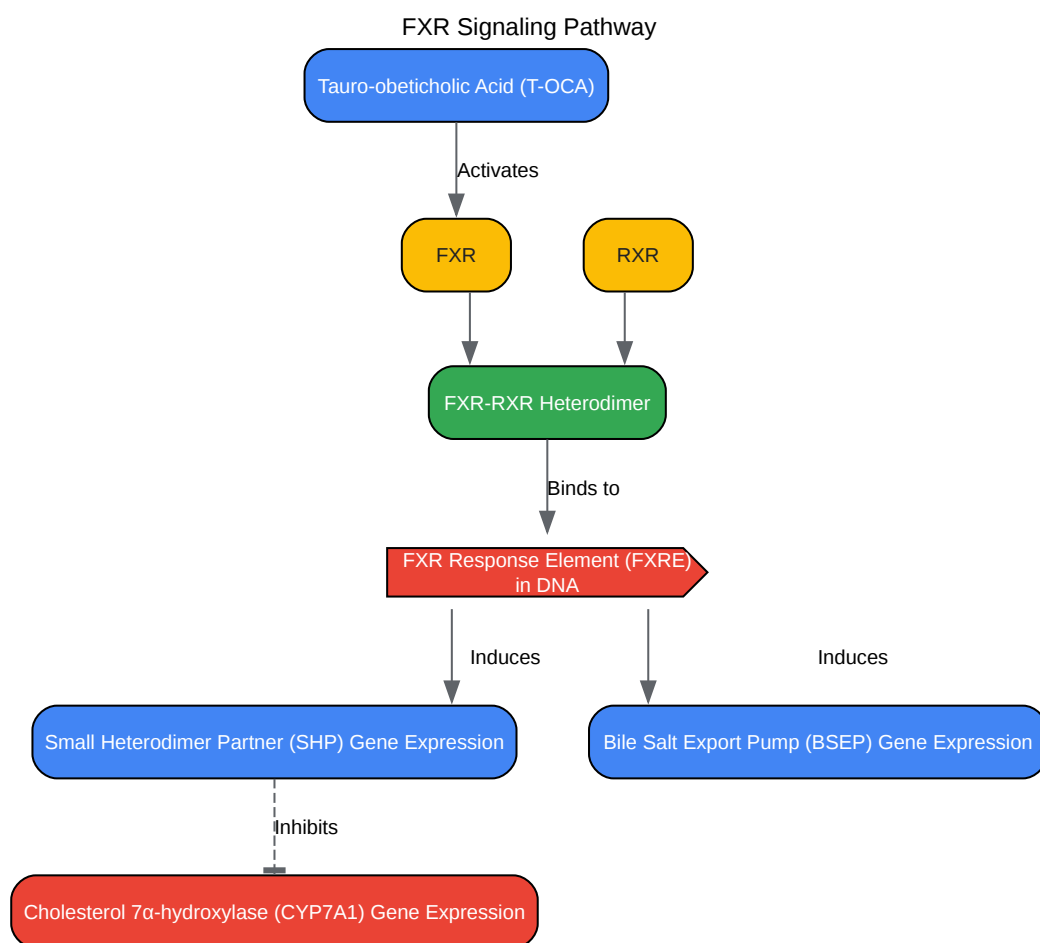 FXR Signaling Pathway
Tauro-obeticholic Acid (T-OCA)
Activates
FXR
RXR
FXR-RXR Heterodimer
Binds to
FXR Response Element (FXRE)
in DNA
Induces
Induces
Small Heterodimer Partner (SHP) Gene Expression
Bile Salt Export Pump (BSEP) Gene Expression
Inhibits
Cholesterol 7α-hydroxylase (CYP7A1) Gene Expression